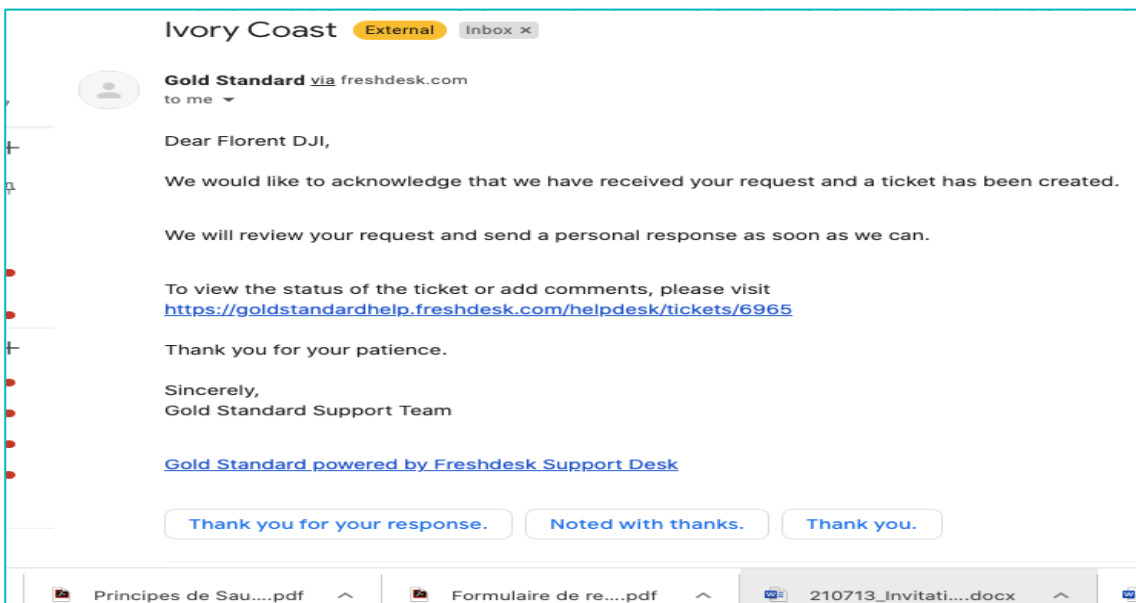 Ivory Coast External Inbox ×
Gold Standard via freshdesk.com
to me
Dear Florent DJI,
We would like to acknowledge that we have received your request and a ticket has been created.
We will review your request and send a personal response as soon as we can.
To view the status of the ticket or add comments, please visit
https://goldstandardhelp.freshdesk.com/helpdesk/tickets/6965
Thank you for your patience.
Sincerely,
Gold Standard Support Team
Gold Standard powered by Freshdesk Support Desk
Thank you for your response. Noted with thanks. Thank you.
Principes de Sau....pdf Formulaire de re....pdf 210713_Invitati....docx